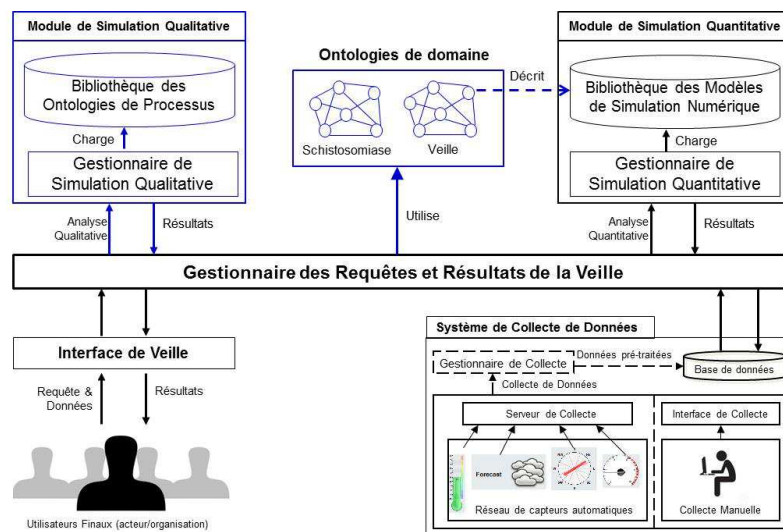 Module de Simulation Qualitative
Bibliothèque des
Ontologies de Processus
Charge
Gestionnaire de
Simulation Qualitative
Analyse
Qualitative
Résultats
Ontologies de domaine
Schistosomiase
Veille
Décrit
Utilise
Module de Simulation Quantitative
Bibliothèque des Modèles
de Simulation Numérique
Charge
Gestionnaire de
Simulation Quantitative
Analyse
Quantitative
Résultats
Gestionnaire des Requêtes et Résultats de la Veille
Interface de Veille
Requête &
Données
Résultats
Utilisateurs Finaux (acteur/organisation)
Système de Collecte de Données
Gestionnaire de Collecte
Données pré-traitées
Base de données
Collecte de Données
Serveur de Collecte
Interface de Collecte
Forecast
Réseau de capteurs automatiques
Collecte Manuelle